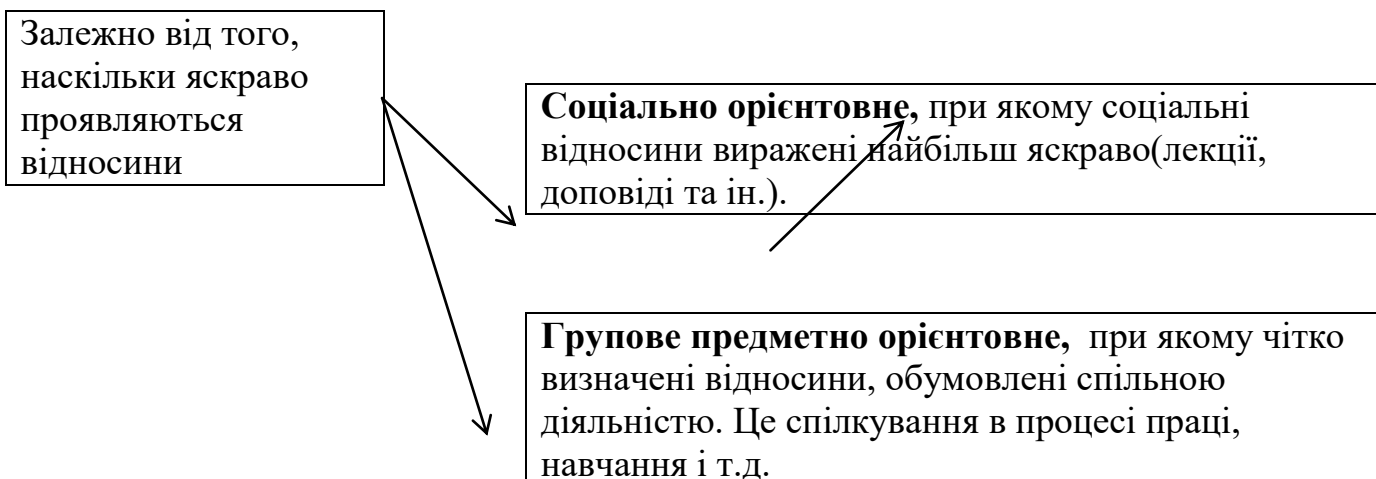 Залежно від того,
наскільки яскраво
проявляються
відносини
Соціально орієнтовне, при якому соціальні
відносини виражені найбільш яскраво(лекції,
доповіді та ін.).
Групове предметно орієнтовне, при якому чітко
визначені відносини, обумовлені спільною
діяльністю. Це спілкування в процесі праці,
навчання і т.д.